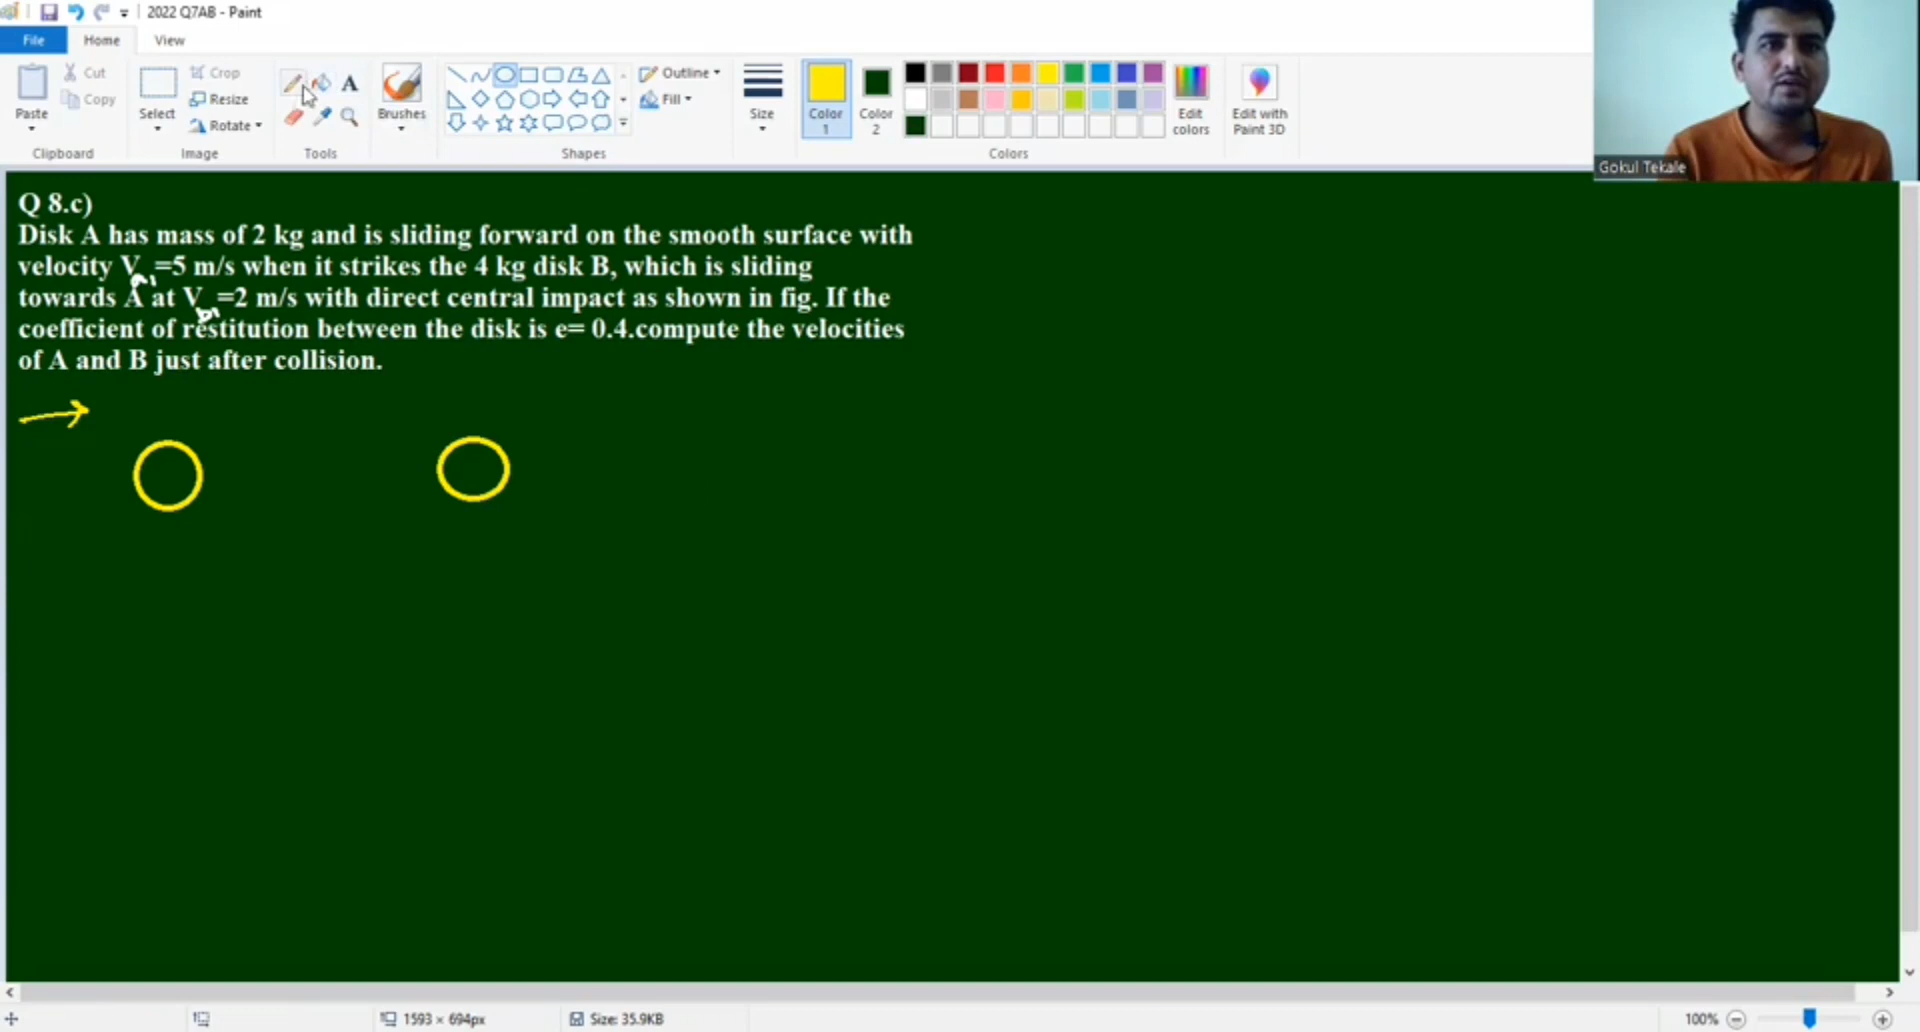 2022 Q7AB - Paint
File Home View
Paste
Cut
Copy
Clipboard
Select
Crop
Resize
Rotate
Image
A
Tools
Brushes
Shapes
Outline
Fill
Size
Color 1
Color 2
Edit colors
Edit with Paint 3D
Colors
Gokul Tekale
Q 8.c)
Disk A has mass of 2 kg and is sliding forward on the smooth surface with
velocity Va1=5 m/s when it strikes the 4 kg disk B, which is sliding
towards A at Vb1=2 m/s with direct central impact as shown in fig. If the
coefficient of restitution between the disk is e= 0.4.compute the velocities
of A and B just after collision.
1593 × 694px
Size: 35.9KB
100%